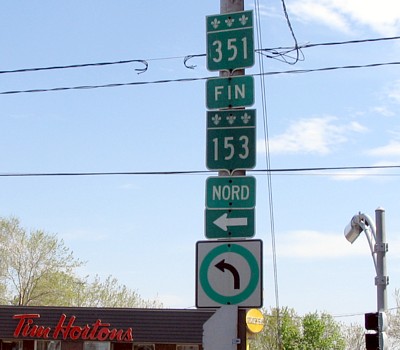 351
FIN
153
NORD
Tim Hortons